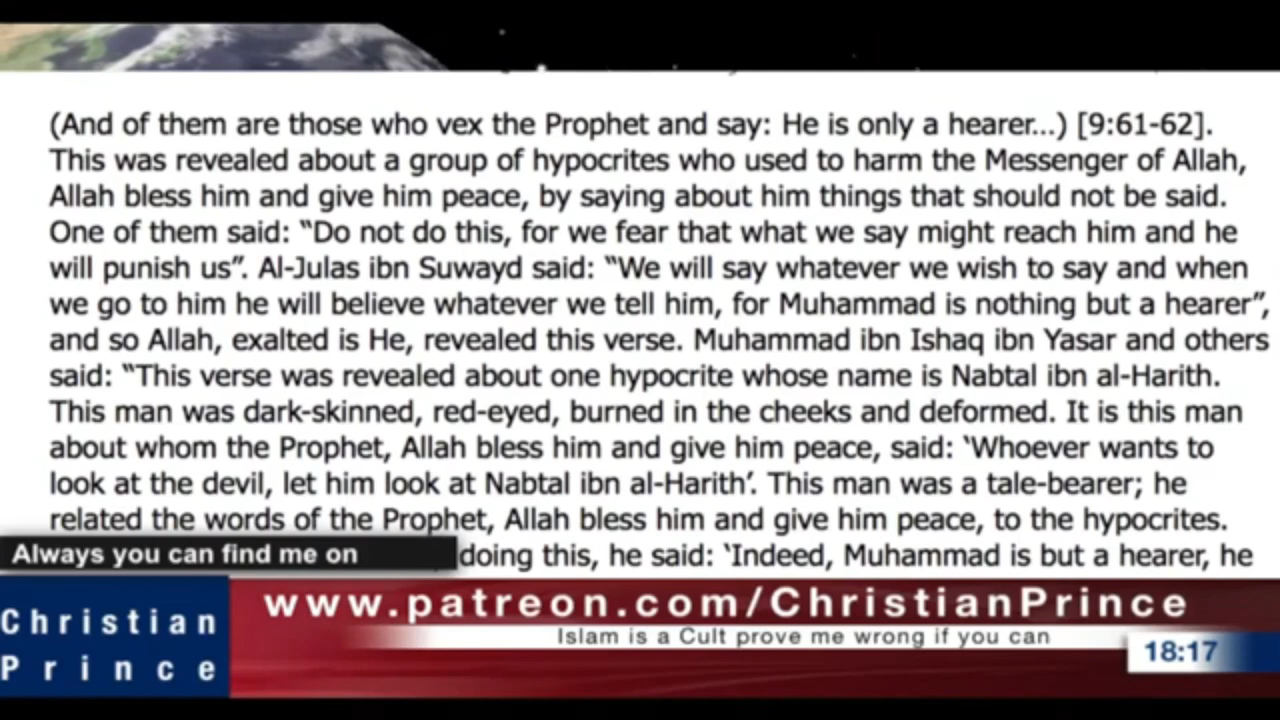 (And of them are those who vex the Prophet and say: He is only a hearer...) [9:61-62].
This was revealed about a group of hypocrites who used to harm the Messenger of Allah,
Allah bless him and give him peace, by saying about him things that should not be said.
One of them said: “Do not do this, for we fear that what we say might reach him and he
will punish us”. Al-Julas ibn Suwayd said: “We will say whatever we wish to say and when
we go to him he will believe whatever we tell him, for Muhammad is nothing but a hearer”,
and so Allah, exalted is He, revealed this verse. Muhammad ibn Ishaq ibn Yasar and others
said: “This verse was revealed about one hypocrite whose name is Nabtal ibn al-Harith.
This man was dark-skinned, red-eyed, burned in the cheeks and deformed. It is this man
about whom the Prophet, Allah bless him and give him peace, said: ‘Whoever wants to
look at the devil, let him look at Nabtal ibn al-Harith’. This man was a tale-bearer; he
related the words of the Prophet, Allah bless him and give him peace, to the hypocrites.
doing this, he said: ‘Indeed, Muhammad is but a hearer, he
Always you can find me on
www.patreon.com/ChristianPrince
Islam is a Cult prove me wrong if you can
Christian
Prince
18:17